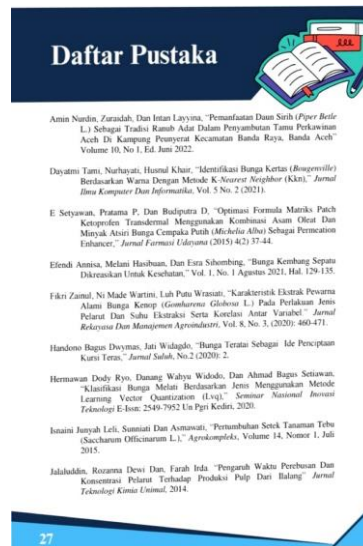 Daftar Pustaka
Amin Nurdin, Zuraidah, Dan Intan Layyina, “Pemanfaatan Daun Sirih (Piper Betle
L.) Sebagai Tradisi Ranub Adat Dalam Penyambutan Tamu Perkawinan
Aceh Di Kampung Peunyerat Kecamatan Banda Raya, Banda Aceh”
Volume 10, No 1, Ed. Juni 2022.
Dayatmi Tami, Nurhayati, Husnul Khair, “Identifikasi Bunga Kertas (Bougenville)
Berdasarkan Warna Dengan Metode K-Nearest Neighbor (Kkn),” Jurnal
Ilmu Komputer Dan Informatika, Vol. 5 No. 2 (2021).
E Setyawan, Pratama P, Dan Budiputra D, “Optimasi Formula Matriks Patch
Ketoprofen Transdermal Menggunakan Kombinasi Asam Oleat Dan
Minyak Atsiri Bunga Cempaka Putih (Michelia Alba) Sebagai Permeation
Enhancer,” Jurnal Farmasi Udayana (2015) 4(2) 37-44.
Efendi Annisa, Melani Hasibuan, Dan Esra Sihombing, “Bunga Kembang Sepatu
Dikreasikan Untuk Kesehatan,” Vol. 1, No. 1 Agustus 2021, Hal. 129-135.
Fikri Zainul, Ni Made Wartini, Luh Putu Wrasiati, “Karakteristik Ekstrak Pewarna
Alami Bunga Kenop (Gomharena Globosa L.) Pada Perlakuan Jenis
Pelarut Dan Suhu Ekstraksi Serta Korelasi Antar Variabel.” Jurnal
Rekayasa Dan Manajemen Agroindustri, Vol. 8, No. 3, (2020): 460-471.
Handono Bagus Dwymas, Jati Widagdo, “Bunga Teratai Sebagai Ide Penciptaan
Kursi Teras,” Jurnal Suluh, No.2 (2020): 2.
Hermawan Dody Ryo, Danang Wahyu Widodo, Dan Ahmad Bagus Setiawan,
“Klasifikasi Bunga Melati Berdasarkan Jenis Menggunakan Metode
Learning Vector Quantization (Lvq),” Seminar Nasional Inovasi
Teknologi E-Issn: 2549-7952 Un Pgri Kediri, 2020.
Isnaini Junyah Leli, Sunniati Dan Asmawati, “Pertumbuhan Setek Tanaman Tebu
(Saccharum Officinarum L.),” Agrokompleks, Volume 14, Nomor 1, Juli
2015.
Jalaluddin, Rozanna Dewi Dan, Farah Irda. “Pengaruh Waktu Perebusan Dan
Konsentrasi Pelarut Terhadap Produksi Pulp Dari Ilalang” Jurnal
Teknologi Kimia Unimal, 2014.
27